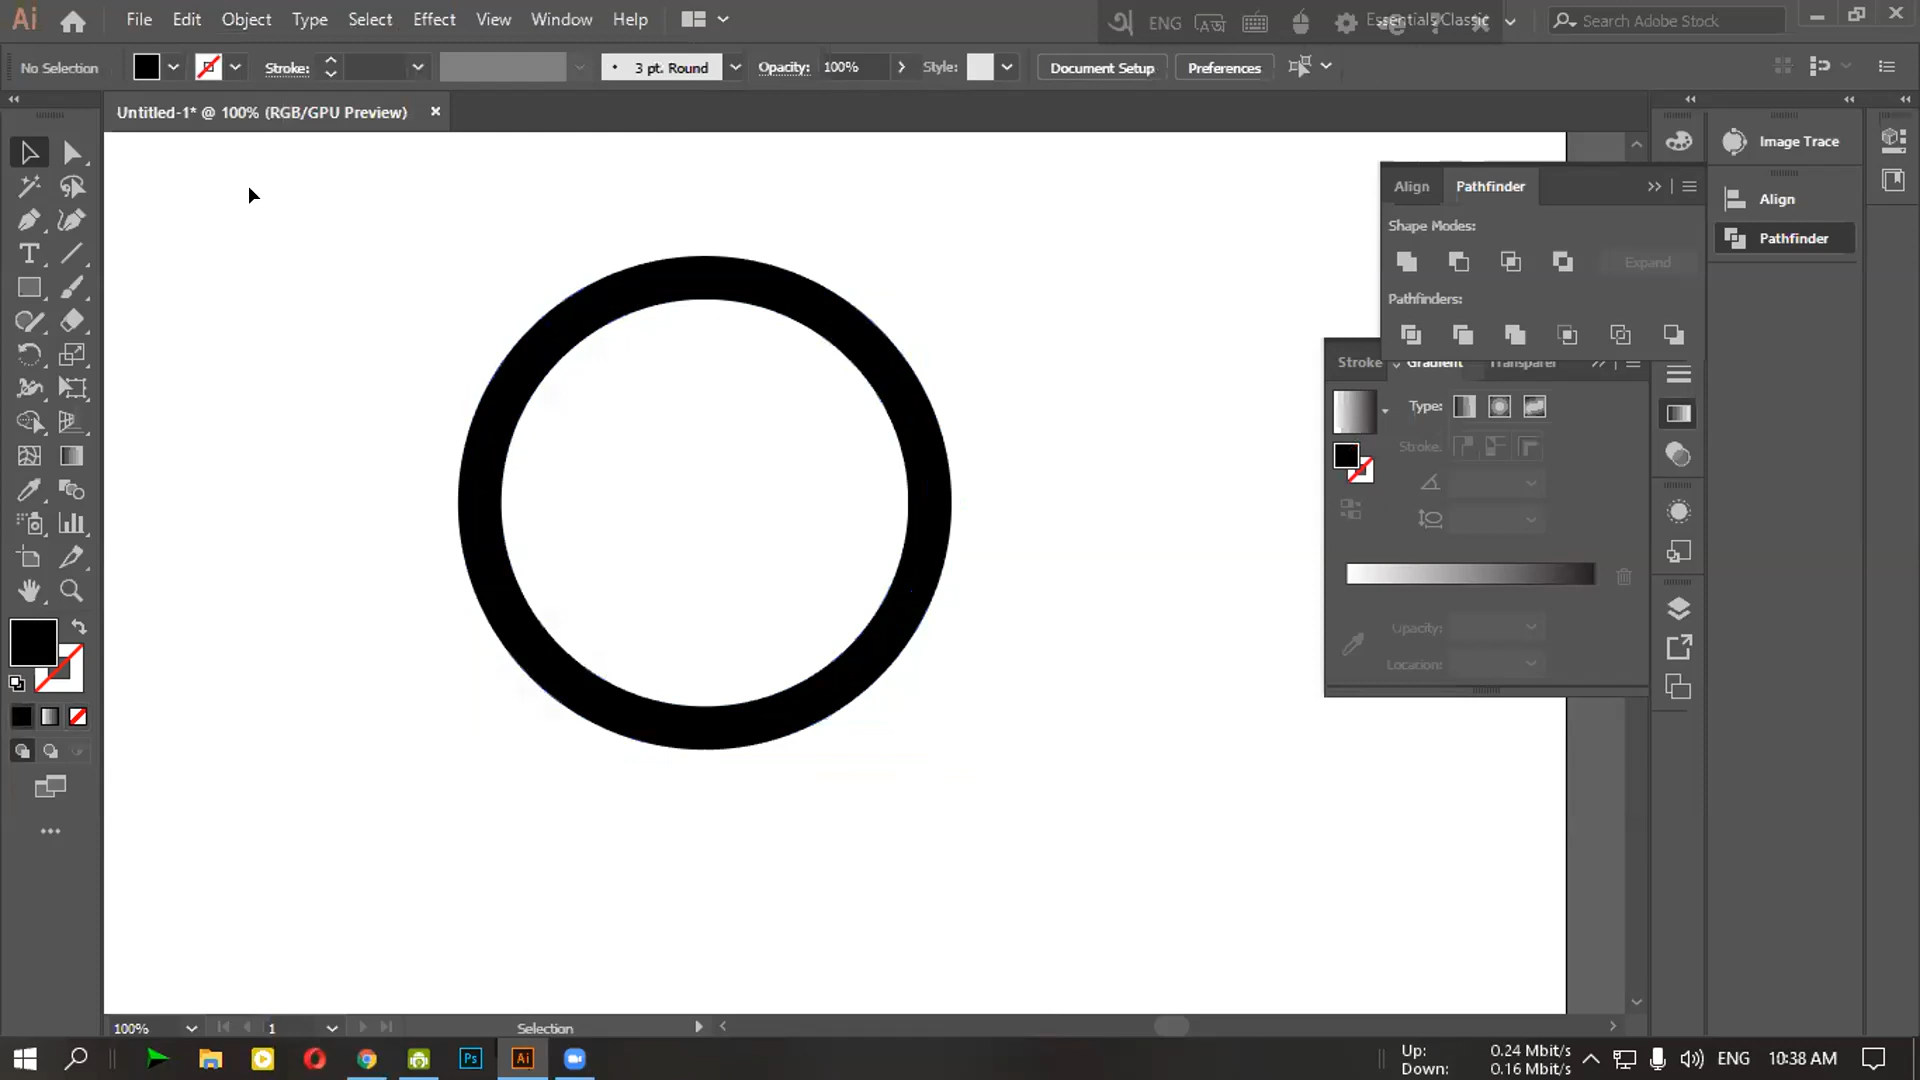 Ai File Edit Object Type Select Effect View Window Help
ENG
Essentials Classic
Search Adobe Stock
No Selection
Stroke:
3 pt. Round
Opacity: 100%
Style:
Document Setup
Preferences
Untitled-1* @ 100% (RGB/GPU Preview)
Image Trace
Align
Pathfinder
Align Pathfinder
Shape Modes:
Expand
Pathfinders:
Stroke Gradient Transparer
Type:
Stroke:
Opacity:
Location:
100%
1
Selection
Ps Ai
Up: 0.24 Mbit/s
Down: 0.16 Mbit/s
ENG
10:38 AM